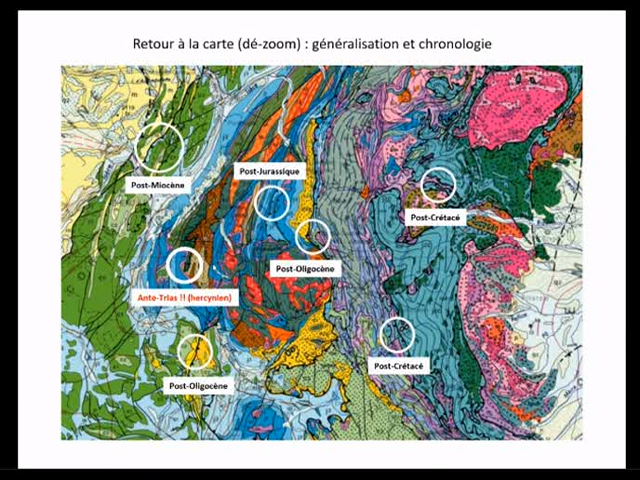 Retour à la carte (dé-zoom) : généralisation et chronologie
Post-Jurassique
Post-Miocène
Post-Crétacé
Post-Oligocène
Ante-Trias !! (hercynien)
Post-Crétacé
Post-Oligocène